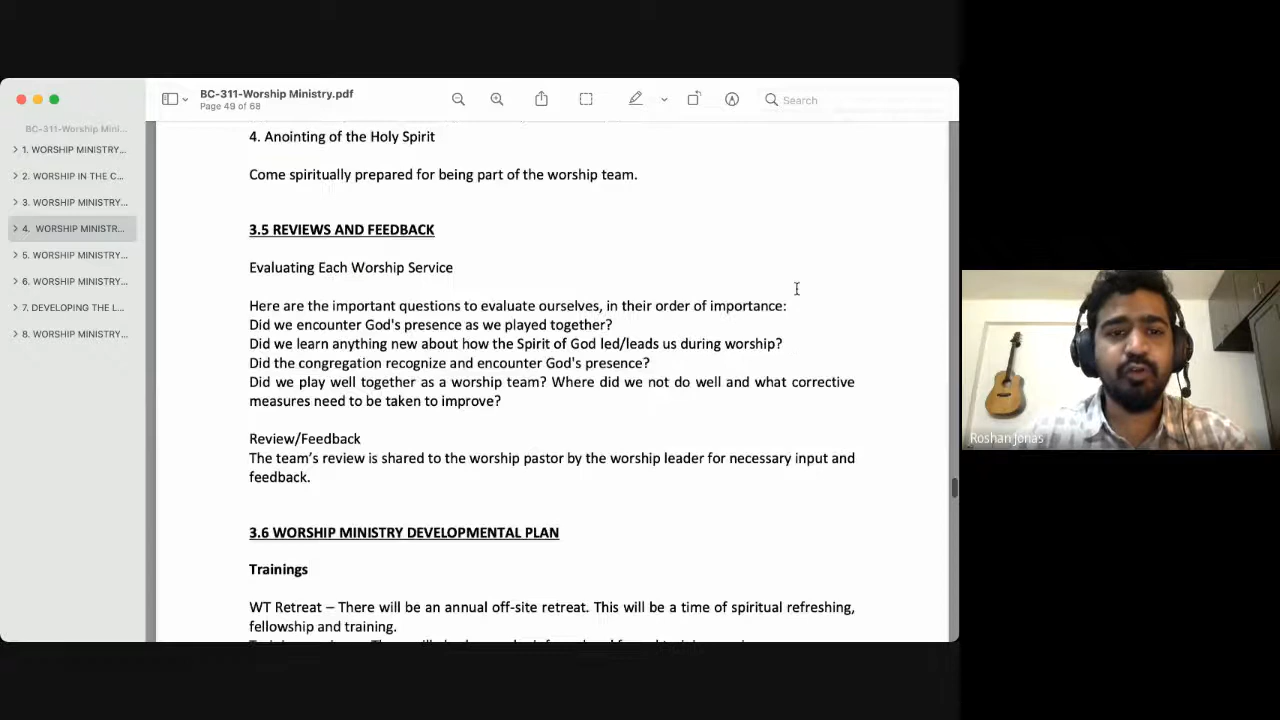 BC-311-Worship Ministry.pdf
Page 49 of 68
Search
BC-311-Worship Mini...
1. WORSHIP MINISTRY...
2. WORSHIP IN THE C...
3. WORSHIP MINISTRY...
4. WORSHIP MINISTR...
5. WORSHIP MINISTRY...
6. WORSHIP MINISTRY...
7. DEVELOPING THE L...
8. WORSHIP MINISTRY...
4. Anointing of the Holy Spirit
Come spiritually prepared for being part of the worship team.
3.5 REVIEWS AND FEEDBACK
Evaluating Each Worship Service
Here are the important questions to evaluate ourselves, in their order of importance:
Did we encounter God's presence as we played together?
Did we learn anything new about how the Spirit of God led/leads us during worship?
Did the congregation recognize and encounter God's presence?
Did we play well together as a worship team? Where did we not do well and what corrective
measures need to be taken to improve?
Review/Feedback
The team's review is shared to the worship pastor by the worship leader for necessary input and
feedback.
3.6 WORSHIP MINISTRY DEVELOPMENTAL PLAN
Trainings
WT Retreat – There will be an annual off-site retreat. This will be a time of spiritual refreshing,
fellowship and training.
Roshan Jonas